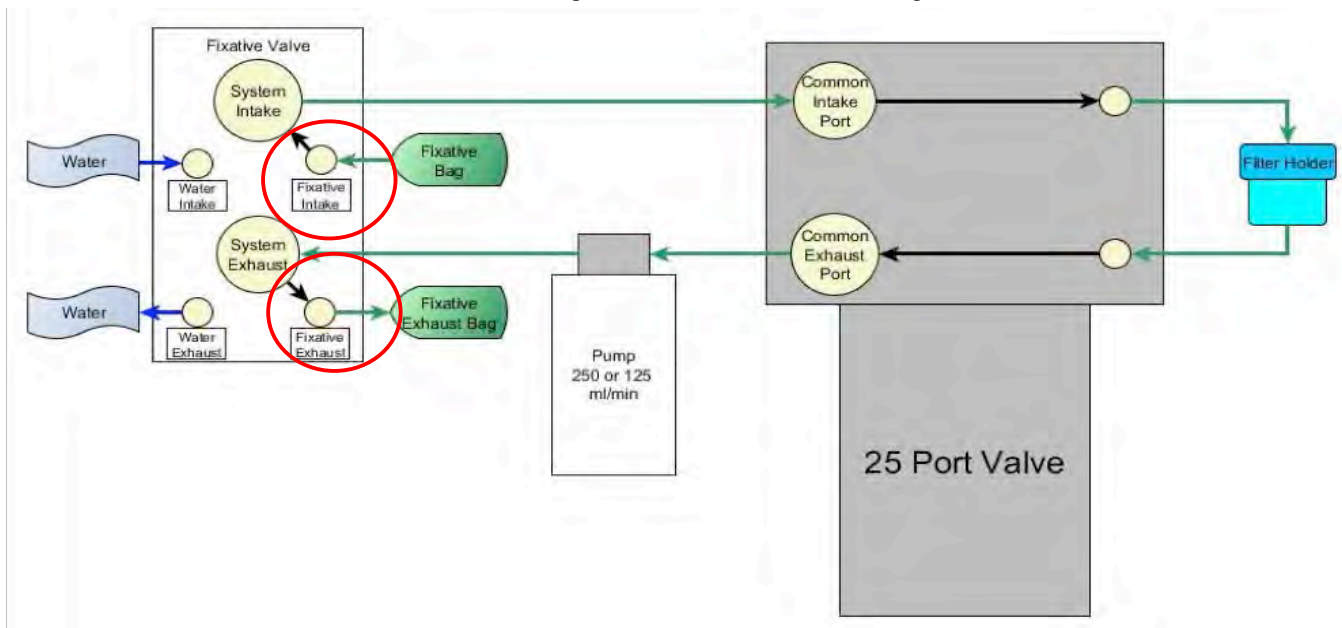 Fixative Valve
System
Intake
Common
Intake
Port
Water
Fixative
Bag
Filter Holder
Water
Intake
Fixative
Intake
System
Exhaust
Common
Exhaust
Port
Water
Fixative
Exhaust Bag
Water
Exhaust
Fixative
Exhaust
Pump
250 or 125
ml/min
25 Port Valve